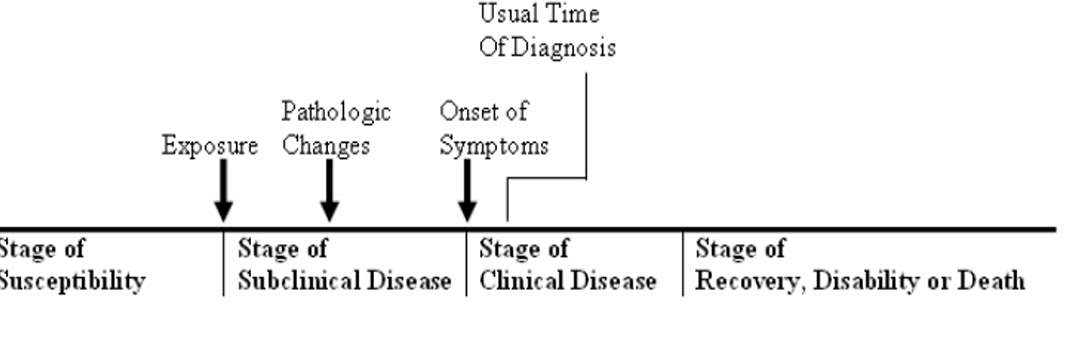 Usual Time
Of Diagnosis
Pathologic
Changes
Onset of
Symptoms
Exposure
Stage of
Susceptibility
Stage of
Subclinical Disease
Stage of
Clinical Disease
Stage of
Recovery, Disability or Death